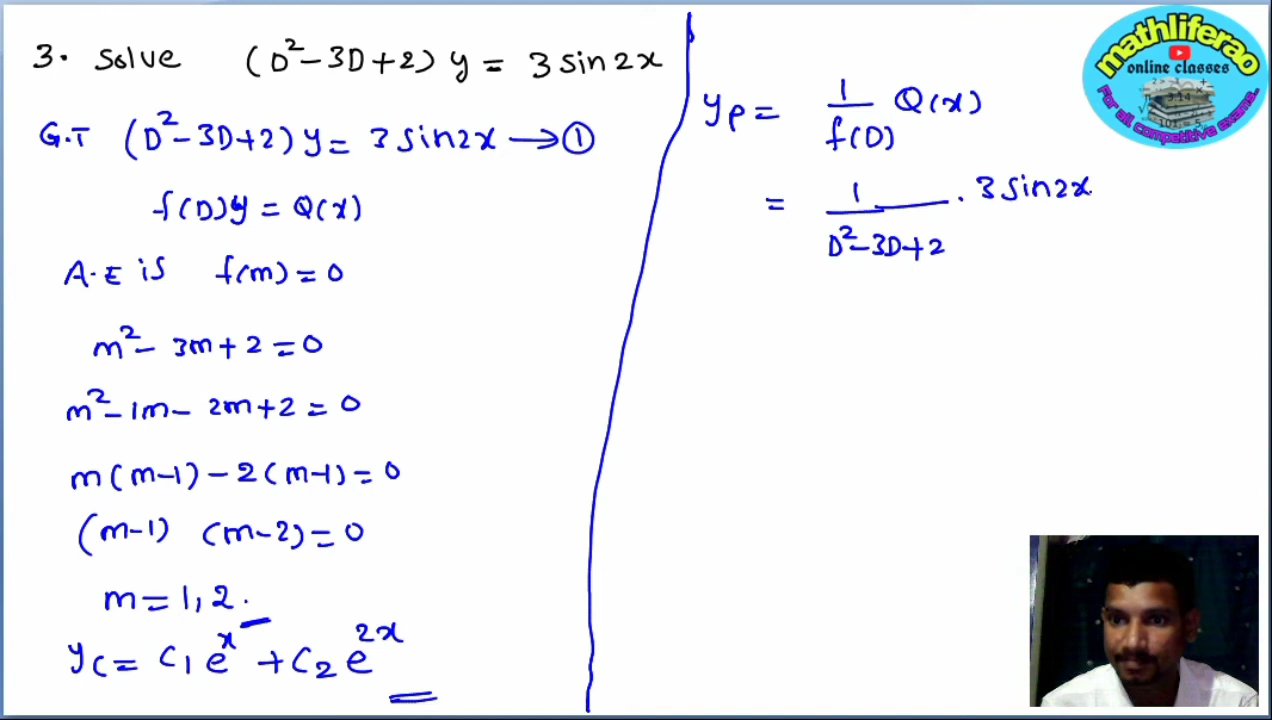 3. Solve (D²-3D+2) y = 3 sin 2x
G.T (D²-3D+2) y = 3 sin2x → ①
f(D)y = Q(x)
A.E is f(m) = 0
m² - 3m + 2 = 0
m² - 1m - 2m + 2 = 0
m(m-1) - 2(m-1) = 0
(m-1) (m-2) = 0
m = 1, 2.
yc = c₁ eˣ + c₂ e²ˣ
yp = 1/f(D) Q(x)
= 1/(D²-3D+2) . 3 sin2x.
mathliferao
online classes
For all competitive exams.